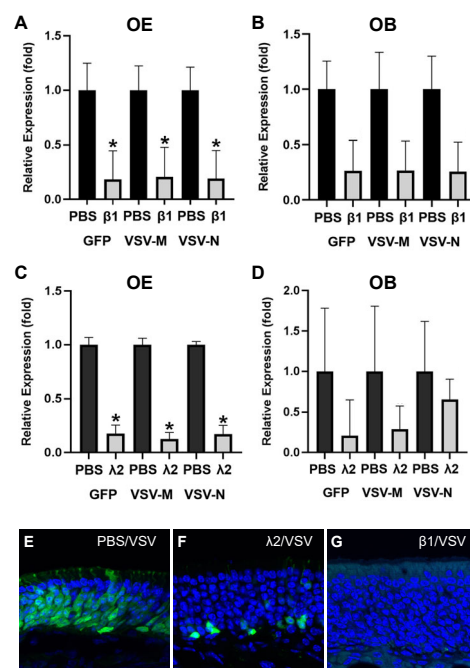 A OE
Relative Expression (fold)
1.5
1.0
0.5
0.0
* * *
PBS β1 PBS β1 PBS β1
GFP VSV-M VSV-N
B OB
Relative Expression (fold)
1.5
1.0
0.5
0.0
PBS β1 PBS β1 PBS β1
GFP VSV-M VSV-N
C OE
Relative Expression (fold)
1.5
1.0
0.5
0.0
* * *
PBS λ2 PBS λ2 PBS λ2
GFP VSV-M VSV-N
D OB
Relative Expression (fold)
2.0
1.5
1.0
0.5
0.0
PBS λ2 PBS λ2 PBS λ2
GFP VSV-M VSV-N
E PBS/VSV
F λ2/VSV
G β1/VSV